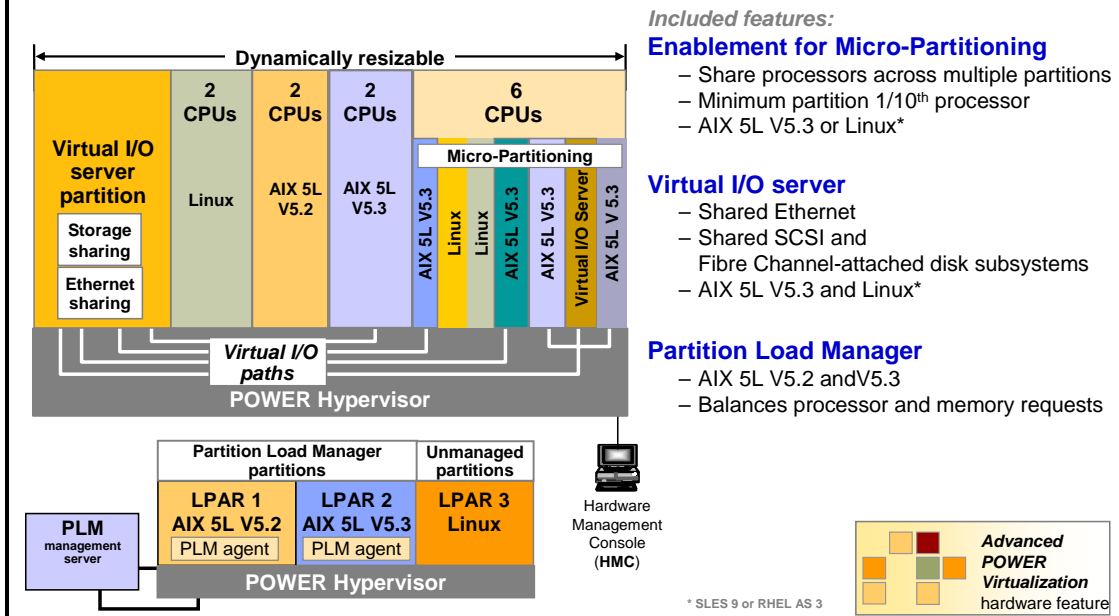 Dynamically resizable
Virtual I/O
server
partition
Storage
sharing
Ethernet
sharing
2
CPUs
Linux
2
CPUs
AIX 5L
V5.2
2
CPUs
AIX 5L
V5.3
6
CPUs
Micro-Partitioning
AIX 5L V5.3
Linux
Linux
AIX 5L V5.3
AIX 5L V5.3
Virtual I/O Server
AIX 5L V 5.3
Virtual I/O
paths
POWER Hypervisor
Partition Load Manager
partitions
Unmanaged
partitions
LPAR 1
AIX 5L V5.2
PLM agent
LPAR 2
AIX 5L V5.3
PLM agent
LPAR 3
Linux
PLM
management
server
POWER Hypervisor
Hardware
Management
Console
(HMC)
Included features:
Enablement for Micro-Partitioning
– Share processors across multiple partitions
– Minimum partition 1/10th processor
– AIX 5L V5.3 or Linux*
Virtual I/O server
– Shared Ethernet
– Shared SCSI and
Fibre Channel-attached disk subsystems
– AIX 5L V5.3 and Linux*
Partition Load Manager
– AIX 5L V5.2 andV5.3
– Balances processor and memory requests
* SLES 9 or RHEL AS 3
Advanced
POWER
Virtualization
hardware feature